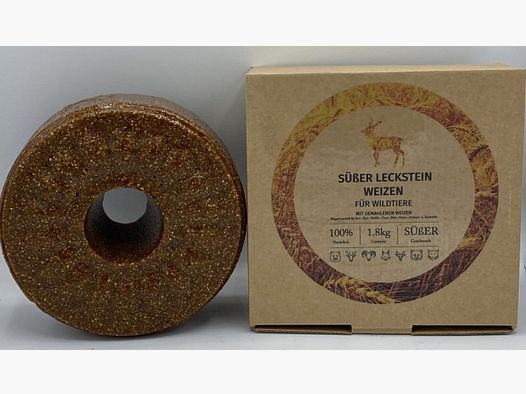 SÜẞER LECKSTEIN
WEIZEN
FÜR WILDTIERE
MIT GEMAHLENEM WEIZEN
100% 1.8kg SÜẞER
Natürlich Gewicht Geschmack